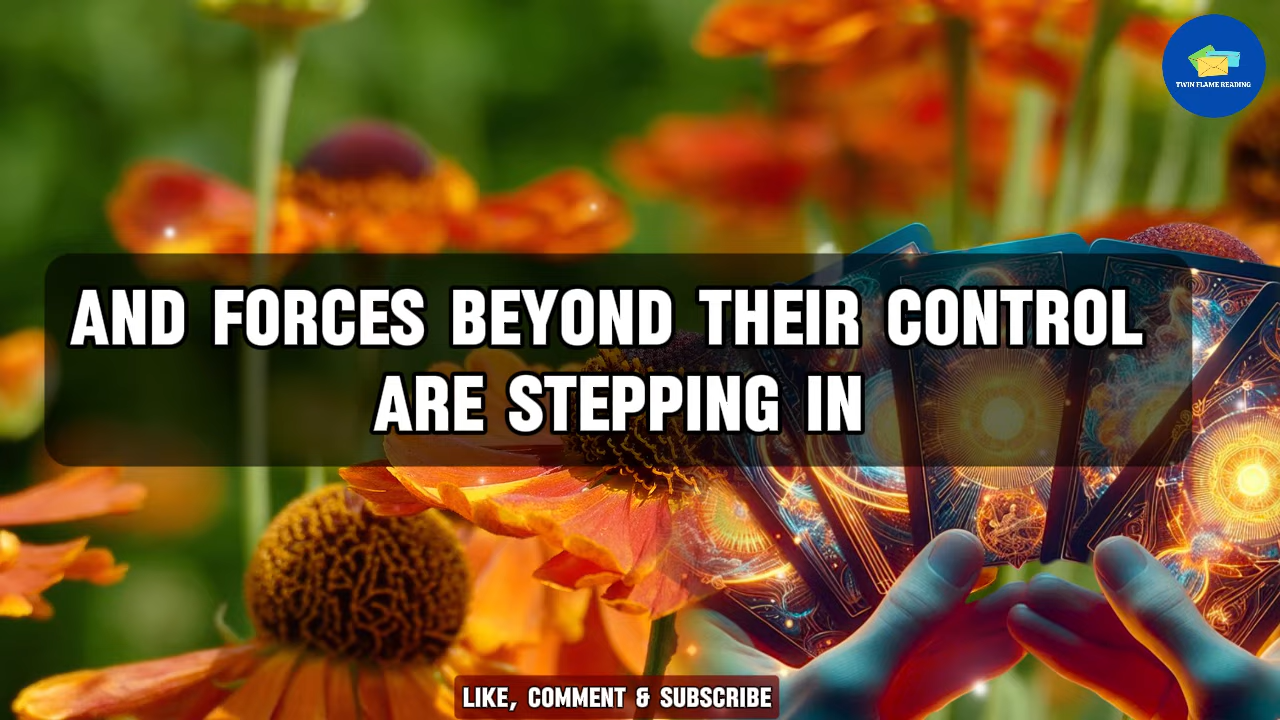 TWIN FLAME READING
AND FORCES BEYOND THEIR CONTROL
ARE STEPPING IN
LIKE, COMMENT & SUBSCRIBE